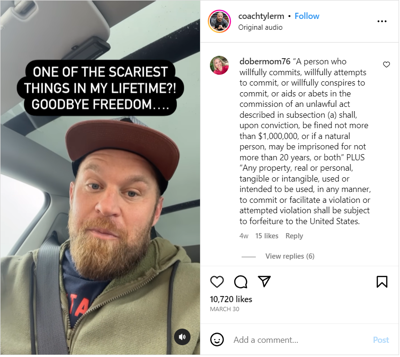 ONE OF THE SCARIEST
THINGS IN MY LIFETIME?!
GOODBYE FREEDOM....
coachtylerm • Follow
Original audio
dobermom76 “A person who
willfully commits, willfully attempts
to commit, or willfully conspires to
commit, or aids or abets in the
commission of an unlawful act
described in subsection (a) shall,
upon conviction, be fined not more
than $1,000,000, or if a natural
person, may be imprisoned for not
more than 20 years, or both” PLUS
“Any property, real or personal,
tangible or intangible, used or
intended to be used, in any manner,
to commit or facilitate a violation or
attempted violation shall be subject
to forfeiture to the United States.
4w 15 likes Reply
View replies (6)
10,720 likes
MARCH 30
Add a comment...
Post